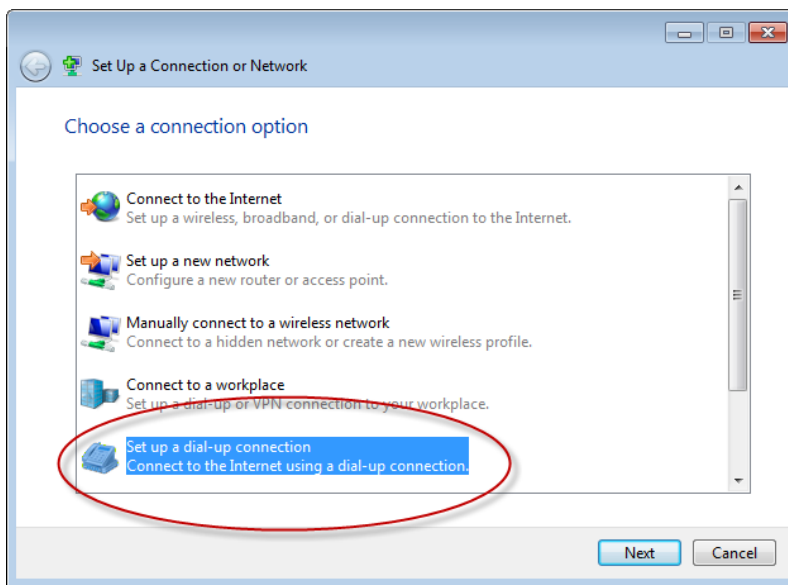 Set Up a Connection or Network
Choose a connection option
Connect to the Internet
Set up a wireless, broadband, or dial-up connection to the Internet.
Set up a new network
Configure a new router or access point.
Manually connect to a wireless network
Connect to a hidden network or create a new wireless profile.
Connect to a workplace
Set up a dial-up or VPN connection to your workplace.
Set up a dial-up connection
Connect to the Internet using a dial-up connection.
Next Cancel